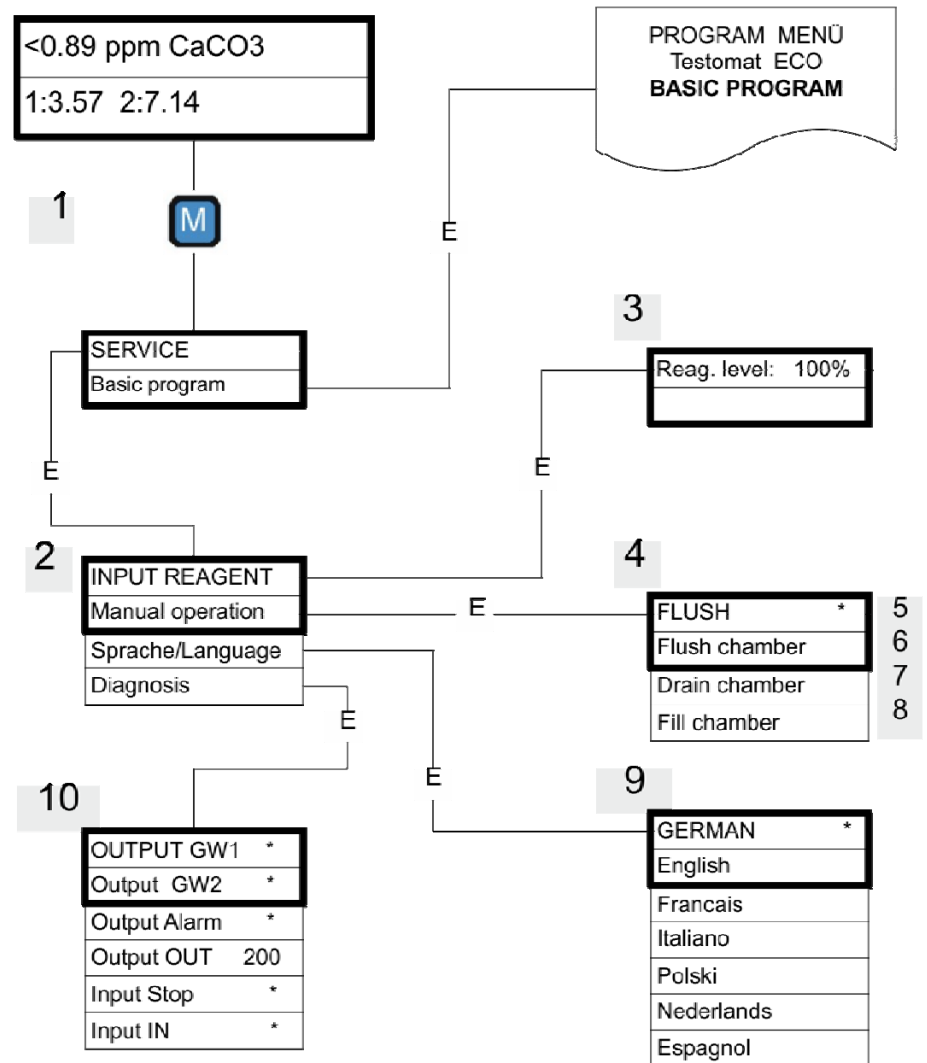 <0.89 ppm CaCO3
1:3.57 2:7.14
PROGRAM MENÜ
Testomat ECO
BASIC PROGRAM
1
M
E
SERVICE
Basic program
3
Reag. level: 100%
E
E
2
INPUT REAGENT
Manual operation
Sprache/Language
Diagnosis
E
4
FLUSH *
5
Flush chamber
6
Drain chamber
7
Fill chamber
8
E
E
10
OUTPUT GW1 *
Output GW2 *
Output Alarm *
Output OUT 200
Input Stop *
Input IN *
9
GERMAN *
English
Francais
Italiano
Polski
Nederlands
Espagnol